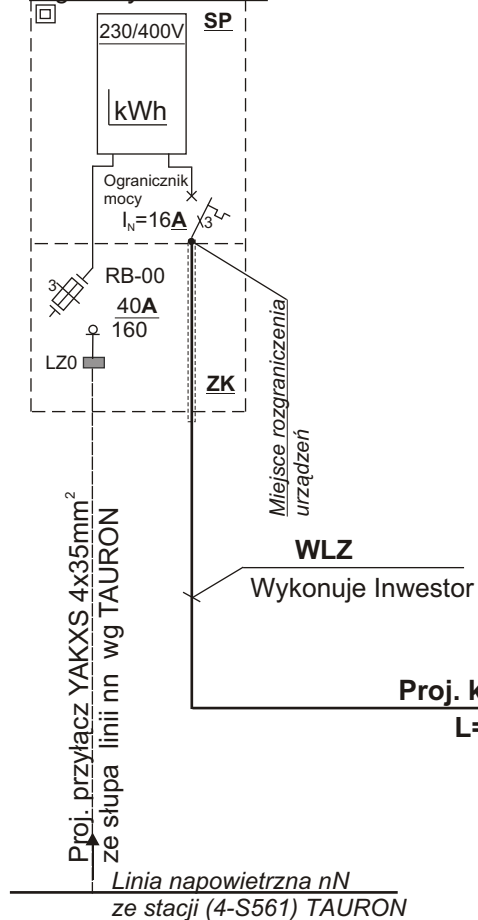 SP
230/400V
kWh
Ogranicznik
mocy
I_N=16A
3
3
RB-00
40A
160
LZ0
ZK
Miejsce rozgraniczenia
urządzeń
WLZ
Wykonuje Inwestor
Proj. przyłącz YAKXS 4x35mm²
ze słupa linii nn wg TAURON
Proj.
L=
Linia napowietrzna nN
ze stacji (4-S561) TAURON